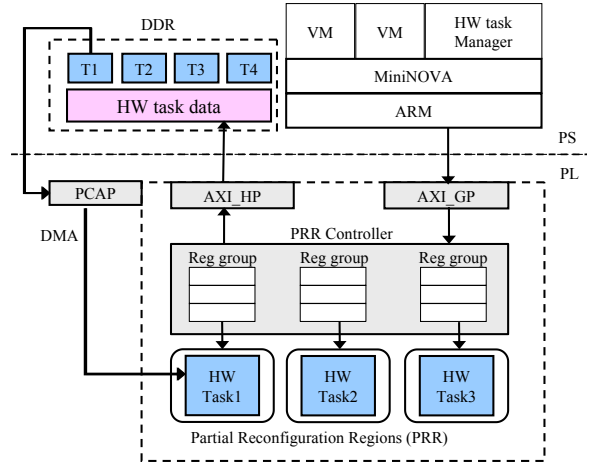 DDR
VM
VM
HW task
Manager
T1
T2
T3
T4
MiniNOVA
HW task data
ARM
PS
PL
PCAP
AXI_HP
AXI_GP
DMA
PRR Controller
Reg group
Reg group
Reg group
HW
Task1
HW
Task2
HW
Task3
Partial Reconfiguration Regions (PRR)